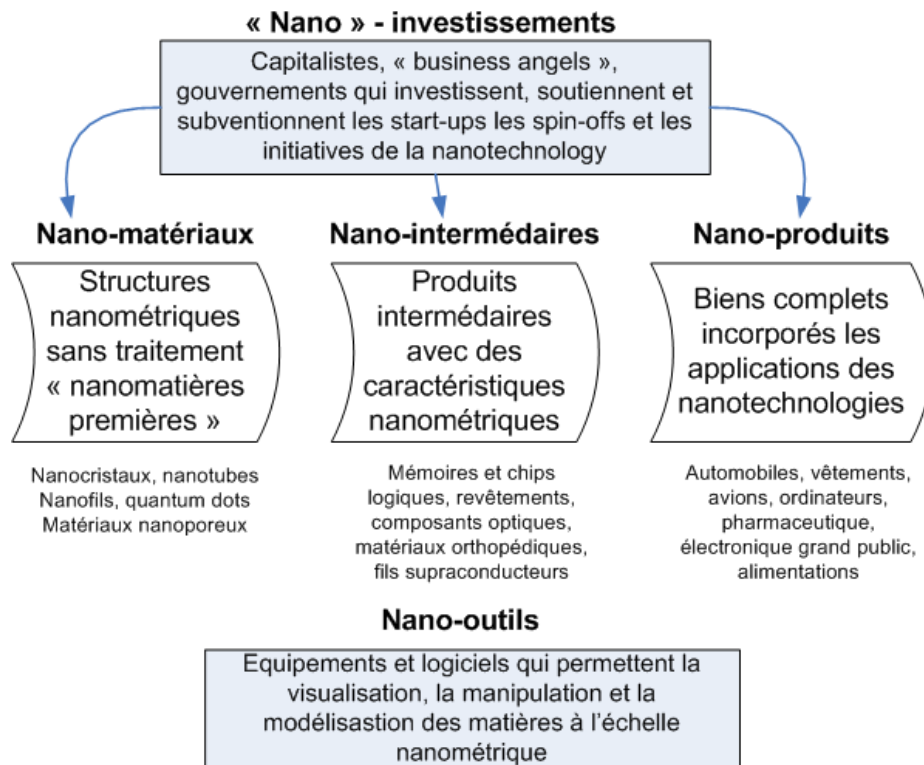 « Nano » - investissements
Capitalistes, « business angels »,
gouvernements qui investissent, soutiennent et
subventionnent les start-ups les spin-offs et les
initiatives de la nanotechnology
Nano-matériaux
Structures
nanométriques
sans traitement
« nanomatières
premières »
Nanocristaux, nanotubes
Nanofils, quantum dots
Matériaux nanoporeux
Nano-intermédaires
Produits
intermédaires
avec des
caractéristiques
nanométriques
Mémoires et chips
logiques, revêtements,
composants optiques,
matériaux orthopédiques,
fils supraconducteurs
Nano-produits
Biens complets
incorporés les
applications des
nanotechnologies
Automobiles, vêtements,
avions, ordinateurs,
pharmaceutique,
électronique grand public,
alimentations
Nano-outils
Equipements et logiciels qui permettent la
visualisation, la manipulation et la
modélisastion des matières à l'échelle
nanométrique